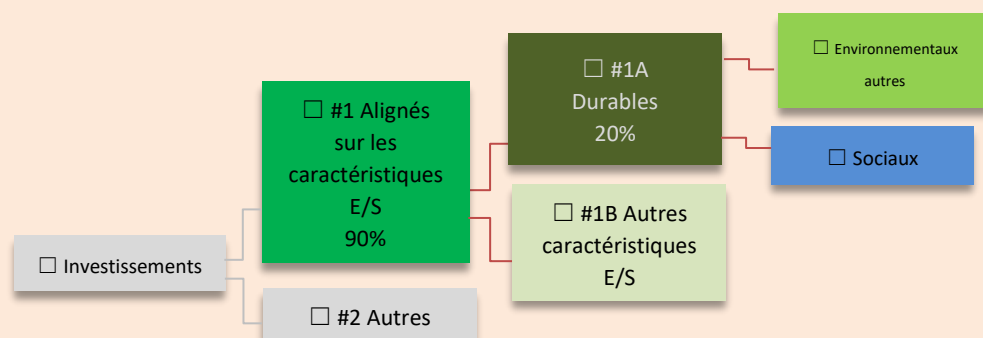 ☐ Investissements
☐ #1 Alignés
sur les
caractéristiques
E/S
90%
☐ #2 Autres
☐ #1A
Durables
20%
☐ #1B Autres
caractéristiques
E/S
☐ Environnementaux
autres
☐ Sociaux